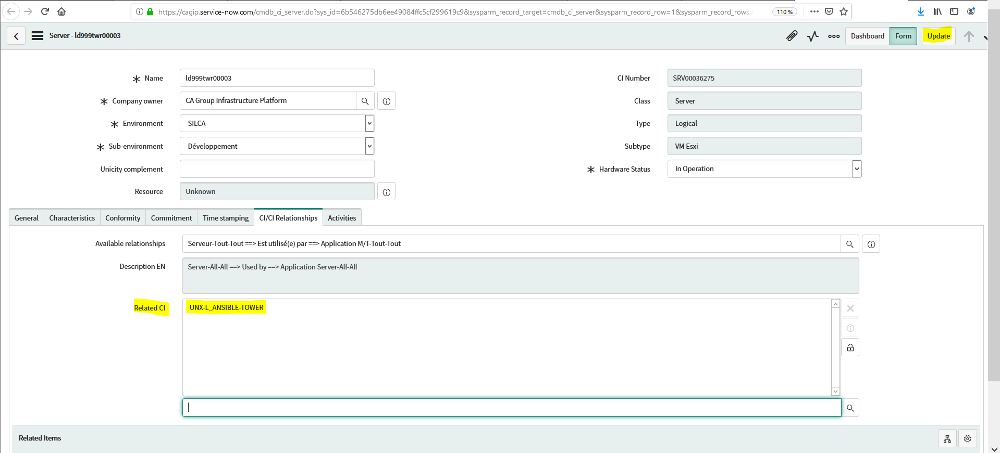 https://cagip.service-now.com/cmdb_ci_server.do?sys_id=6b546275db6ee49084ffc5cf299619c9&sysparm_record_target=cmdb_ci_server&sysparm_record_row=1&sysparm_record_rows=
110 %
Server - ld999twr00003
Dashboard
Form
Update
Name
ld999twr00003
CI Number
SRV00036275
Company owner
CA Group Infrastructure Platform
Class
Server
Environment
SILCA
Type
Logical
Sub-environment
Développement
Subtype
VM Esxi
Unicity complement
Hardware Status
In Operation
Resource
Unknown
General
Characteristics
Conformity
Commitment
Time stamping
CI/CI Relationships
Activities
Available relationships
Serveur-Tout-Tout ==> Est utilisé(e) par ==> Application M/T-Tout-Tout
Description EN
Server-All-All ==> Used by ==> Application Server-All-All
Related CI
UNX-L_ANSIBLE-TOWER
Related Items